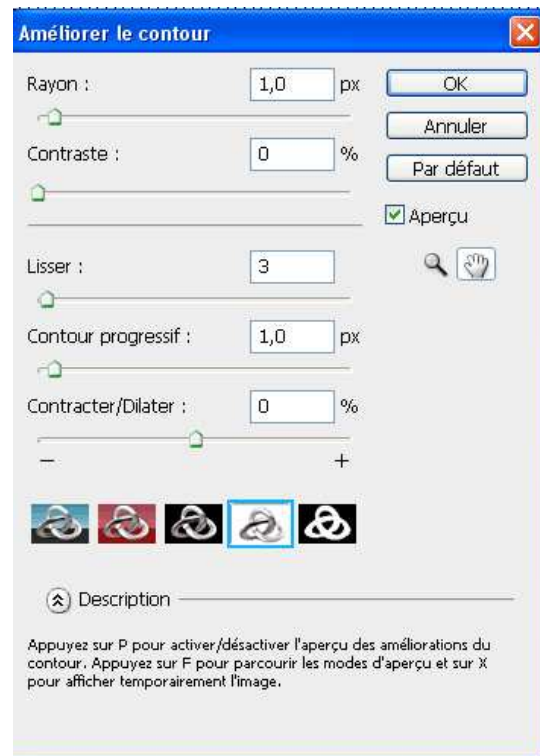 Améliorer le contour
Rayon : 1,0 px
OK
Annuler
Contraste : 0 %
Par défaut
Aperçu
Lisser : 3
Contour progressif : 1,0 px
Contracter/Dilater : 0 %
− +
Description
Appuyez sur P pour activer/désactiver l'aperçu des améliorations du
contour. Appuyez sur F pour parcourir les modes d'aperçu et sur X
pour afficher temporairement l'image.